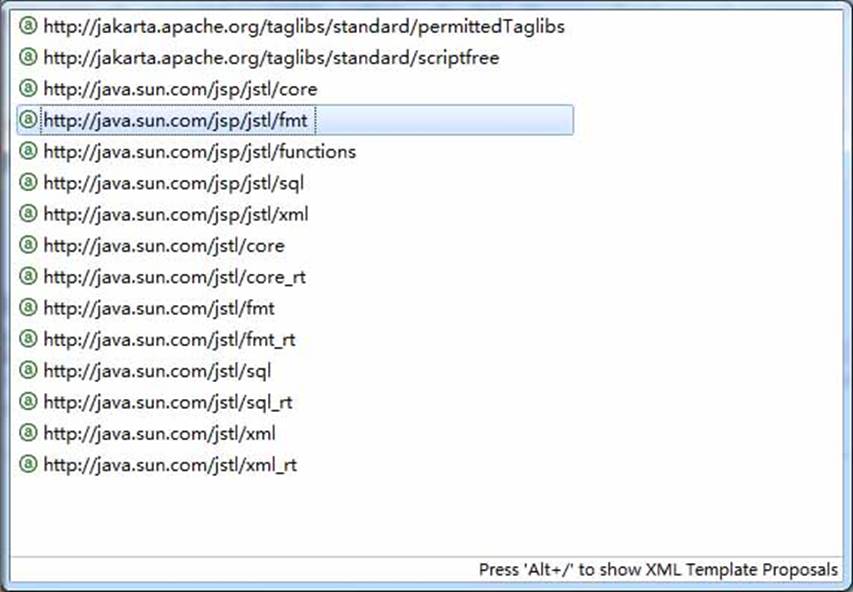 http://jakarta.apache.org/taglibs/standard/permittedTaglibs
http://jakarta.apache.org/taglibs/standard/scriptfree
http://java.sun.com/jsp/jstl/core
http://java.sun.com/jsp/jstl/fmt
http://java.sun.com/jsp/jstl/functions
http://java.sun.com/jsp/jstl/sql
http://java.sun.com/jsp/jstl/xml
http://java.sun.com/jstl/core
http://java.sun.com/jstl/core_rt
http://java.sun.com/jstl/fmt
http://java.sun.com/jstl/fmt_rt
http://java.sun.com/jstl/sql
http://java.sun.com/jstl/sql_rt
http://java.sun.com/jstl/xml
http://java.sun.com/jstl/xml_rt
Press 'Alt+/' to show XML Template Proposals